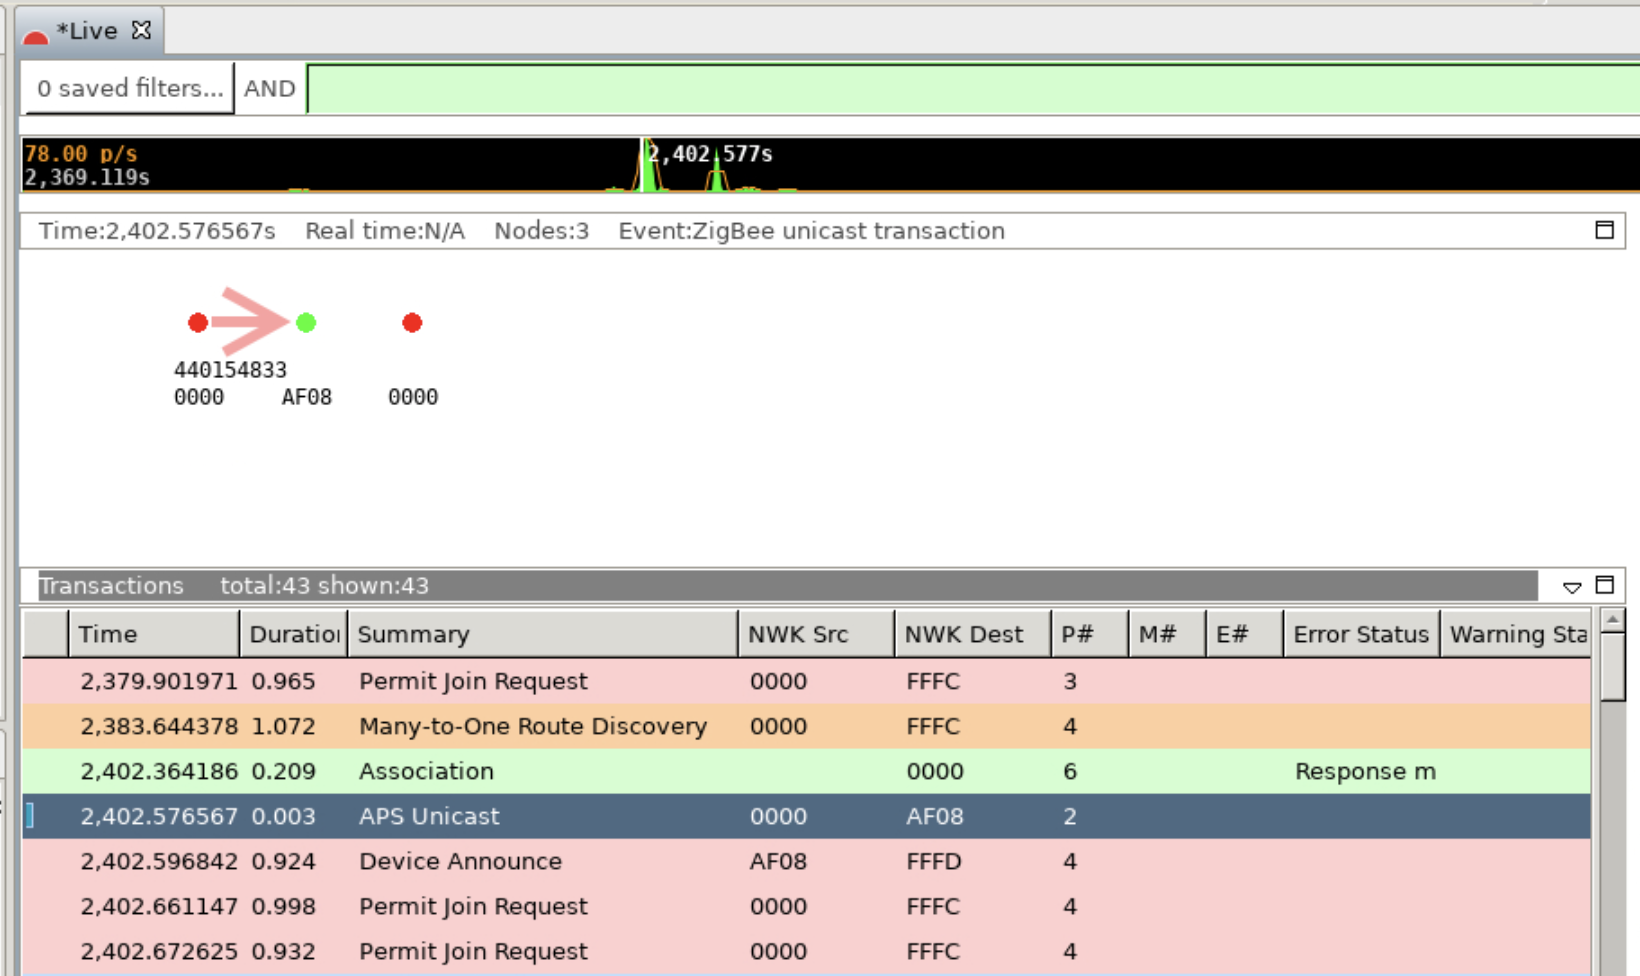 *Live
0 saved filters... AND
78.00 p/s 2,402.577s
2,369.119s
Time:2,402.576567s Real time:N/A Nodes:3 Event:ZigBee unicast transaction
440154833
0000 AF08 0000
Transactions total:43 shown:43
Time Duration Summary NWK Src NWK Dest P# M# E# Error Status Warning Sta
2,379.901971 0.965 Permit Join Request 0000 FFFC 3
2,383.644378 1.072 Many-to-One Route Discovery 0000 FFFC 4
2,402.364186 0.209 Association 0000 6 Response m
2,402.576567 0.003 APS Unicast 0000 AF08 2
2,402.596842 0.924 Device Announce AF08 FFFD 4
2,402.661147 0.998 Permit Join Request 0000 FFFC 4
2,402.672625 0.932 Permit Join Request 0000 FFFC 4